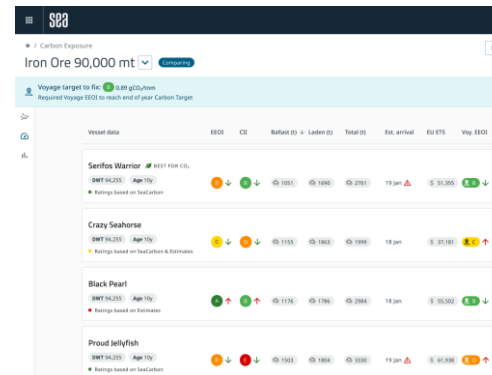 sea
/ Carbon Exposure
Iron Ore 90,000 mt Comparing
Voyage target to fix: B 0.89 gCO₂/tnm
Required Voyage EEOI to reach end of year Carbon Target
Vessel data EEOI CII Ballast (t) ↓ Laden (t) Total (t) Est. arrival EU ETS Voy. EEOI
Serifos Warrior BEST FOR CO₂
DWT 94,255 Age 10y D ↓ B ↓ 1051 1690 2761 19 Jan $ 51,355 B ↓
Ratings based on SeaCarbon
Crazy Seahorse
DWT 94,255 Age 10y C ↓ D ↓ 1155 1863 1999 18 Jan $ 37,181 C ↑
Ratings based on SeaCarbon & Estimates
Black Pearl
DWT 94,255 Age 10y A ↑ B ↑ 1176 1786 2984 18 Jan $ 55,502 B ↓
Ratings based on Estimates
Proud Jellyfish
DWT 94,255 Age 10y D ↓ E ↓ 1503 1804 3330 19 Jan $ 61,938 D ↑
Ratings based on SeaCarbon